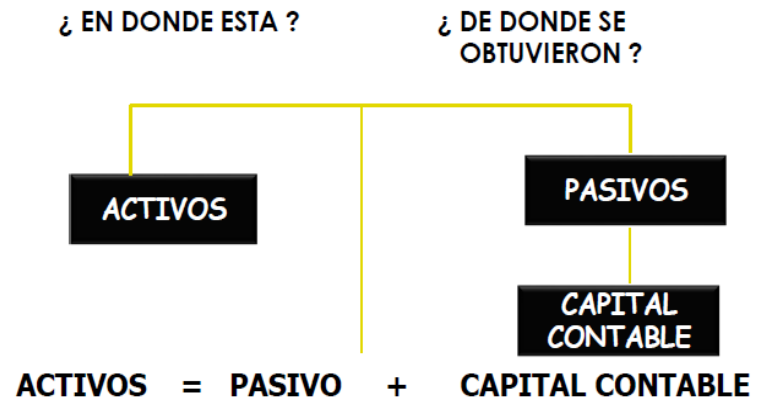 ¿ EN DONDE ESTA ?
¿ DE DONDE SE
OBTUVIERON ?
ACTIVOS
PASIVOS
CAPITAL
CONTABLE
ACTIVOS = PASIVO + CAPITAL CONTABLE